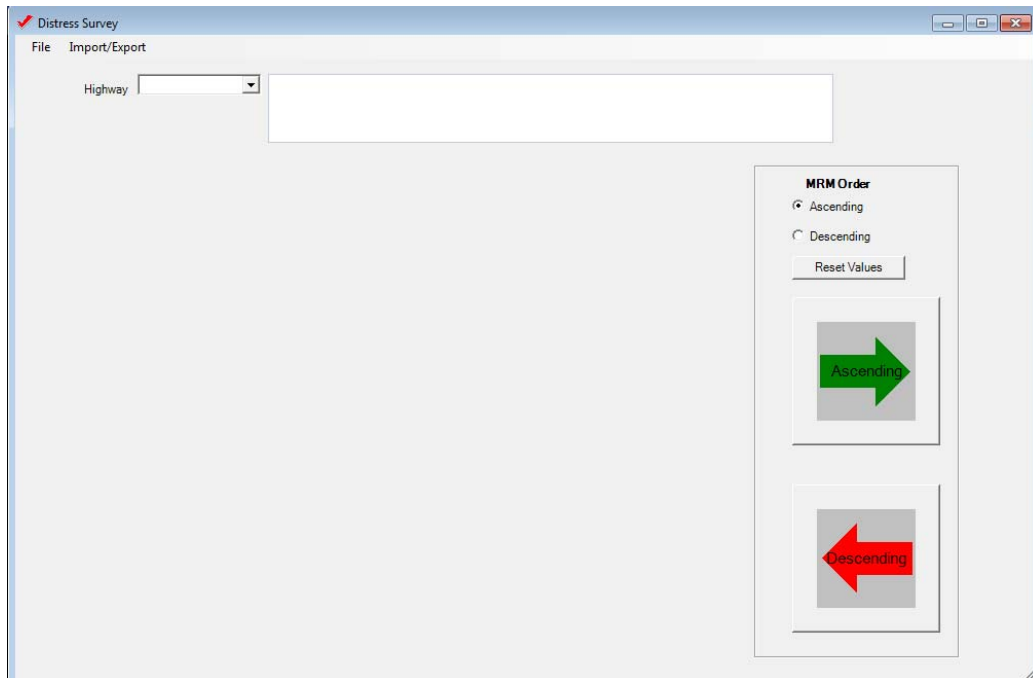 Distress Survey
File Import/Export
Highway
MRM Order
Ascending
Descending
Reset Values
Ascending
Descending